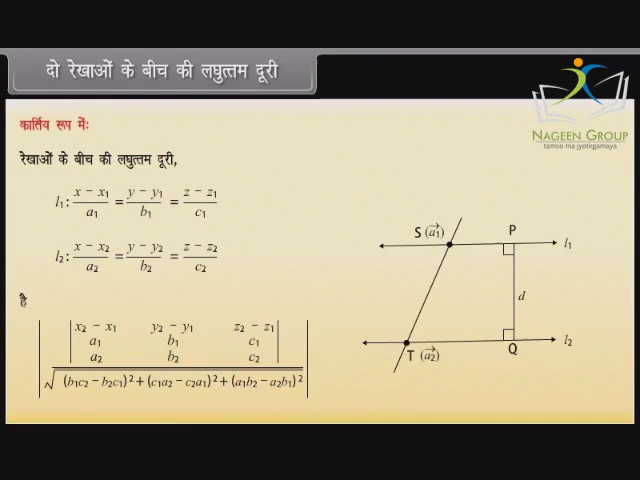 दो रेखाओं के बीच की लघुत्तम दूरी
NAGEEN GROUP
tamso ma jyotirgamaya
कार्तिय रूप में:
रेखाओं के बीच की लघुत्तम दूरी,
l₁: (x − x₁)/a₁ = (y − y₁)/b₁ = (z − z₁)/c₁
l₂: (x − x₂)/a₂ = (y − y₂)/b₂ = (z − z₂)/c₂
है
x₂ − x₁ y₂ − y₁ z₂ − z₁
a₁ b₁ c₁
a₂ b₂ c₂
√(b₁c₂ − b₂c₁)² + (c₁a₂ − c₂a₁)² + (a₁b₂ − a₂b₁)²
S (a₁→) P l₁
d
T (a₂→) Q l₂